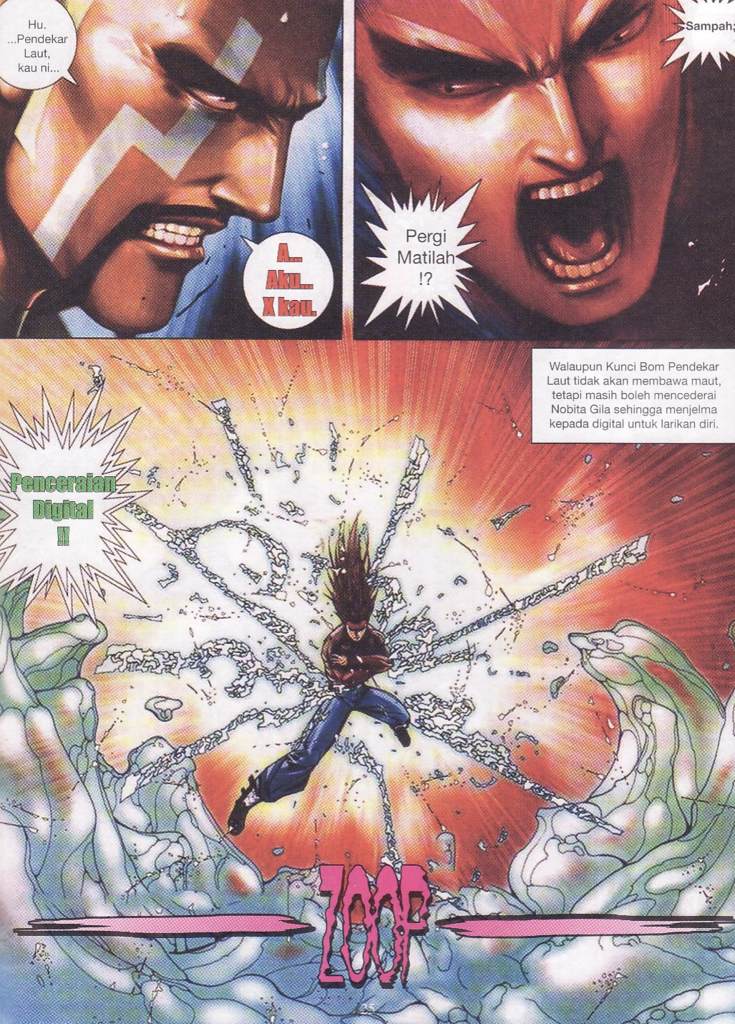 Hu.
...Pendekar
Laut,
kau ni...
A...
Aku...
X kau.
Sampah;
Pergi
Matilah
!?
Walaupun Kunci Bom Pendekar
Laut tidak akan membawa maut,
tetapi masih boleh mencederai
Nobita Gila sehingga menjelma
kepada digital untuk larikan diri.
Penceraian
Digital
!!
ZOOP
25